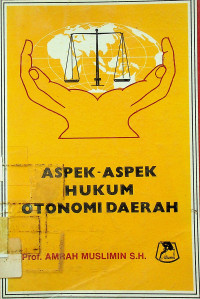 ASPEK-ASPEK
HUKUM
OTONOMI DAERAH
Prof. AMRAH MUSLIMIN S.H.